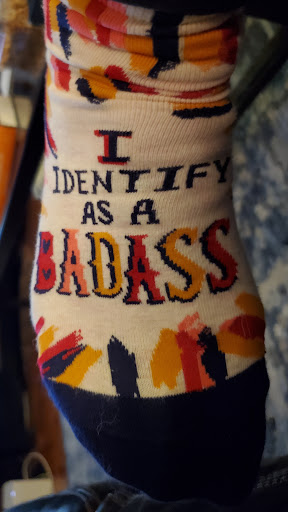 I
IDENTIFY
AS A
BADASS